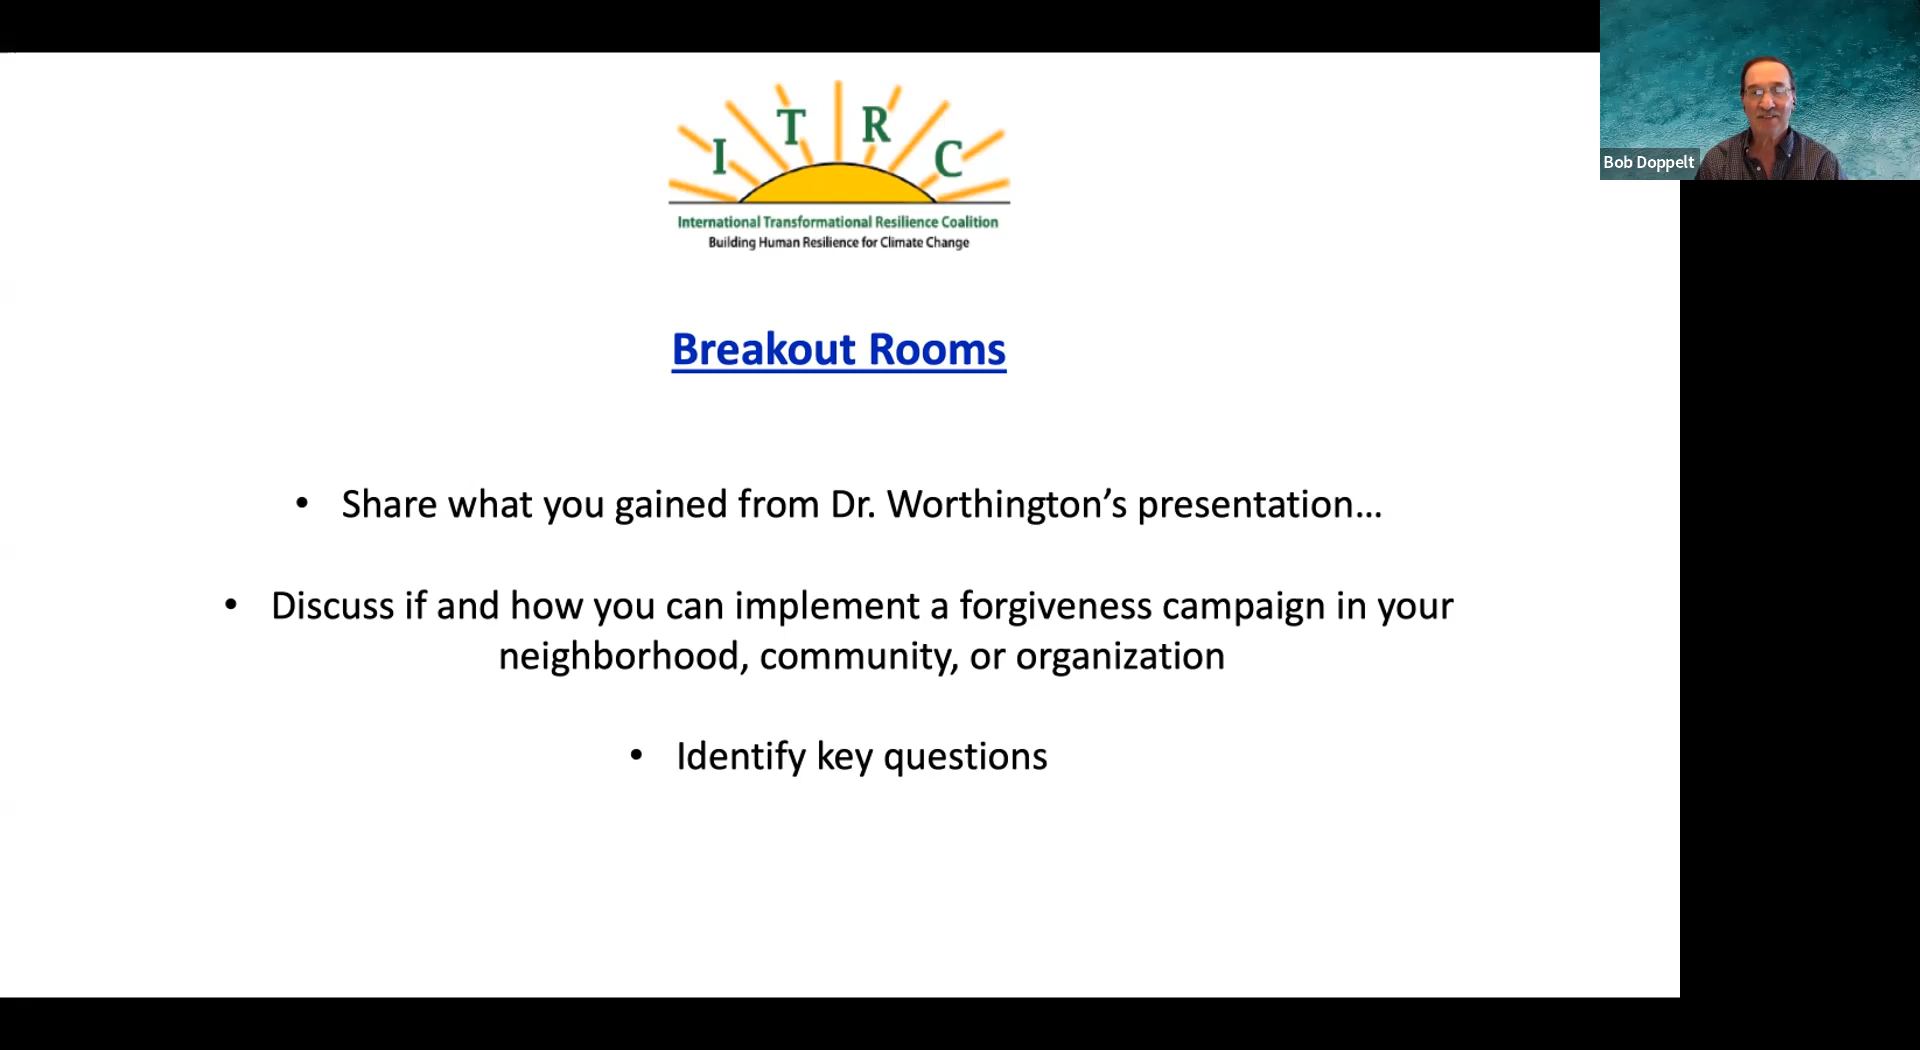 I T R C
International Transformational Resilience Coalition
Building Human Resilience for Climate Change
Bob Doppelt
Breakout Rooms
• Share what you gained from Dr. Worthington’s presentation…
• Discuss if and how you can implement a forgiveness campaign in your
neighborhood, community, or organization
• Identify key questions